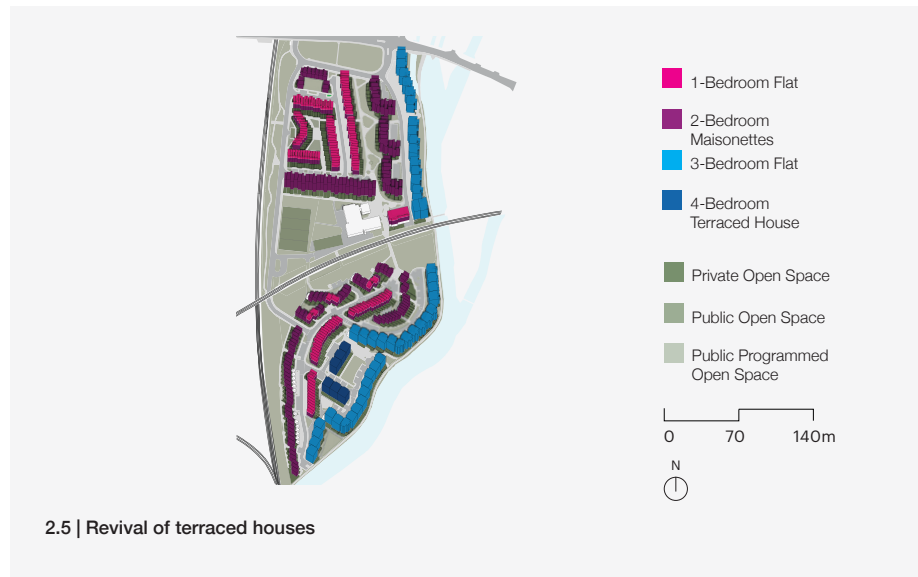 1-Bedroom Flat
2-Bedroom
Maisonettes
3-Bedroom Flat
4-Bedroom
Terraced House
Private Open Space
Public Open Space
Public Programmed
Open Space
0 70 140m
N
2.5 | Revival of terraced houses